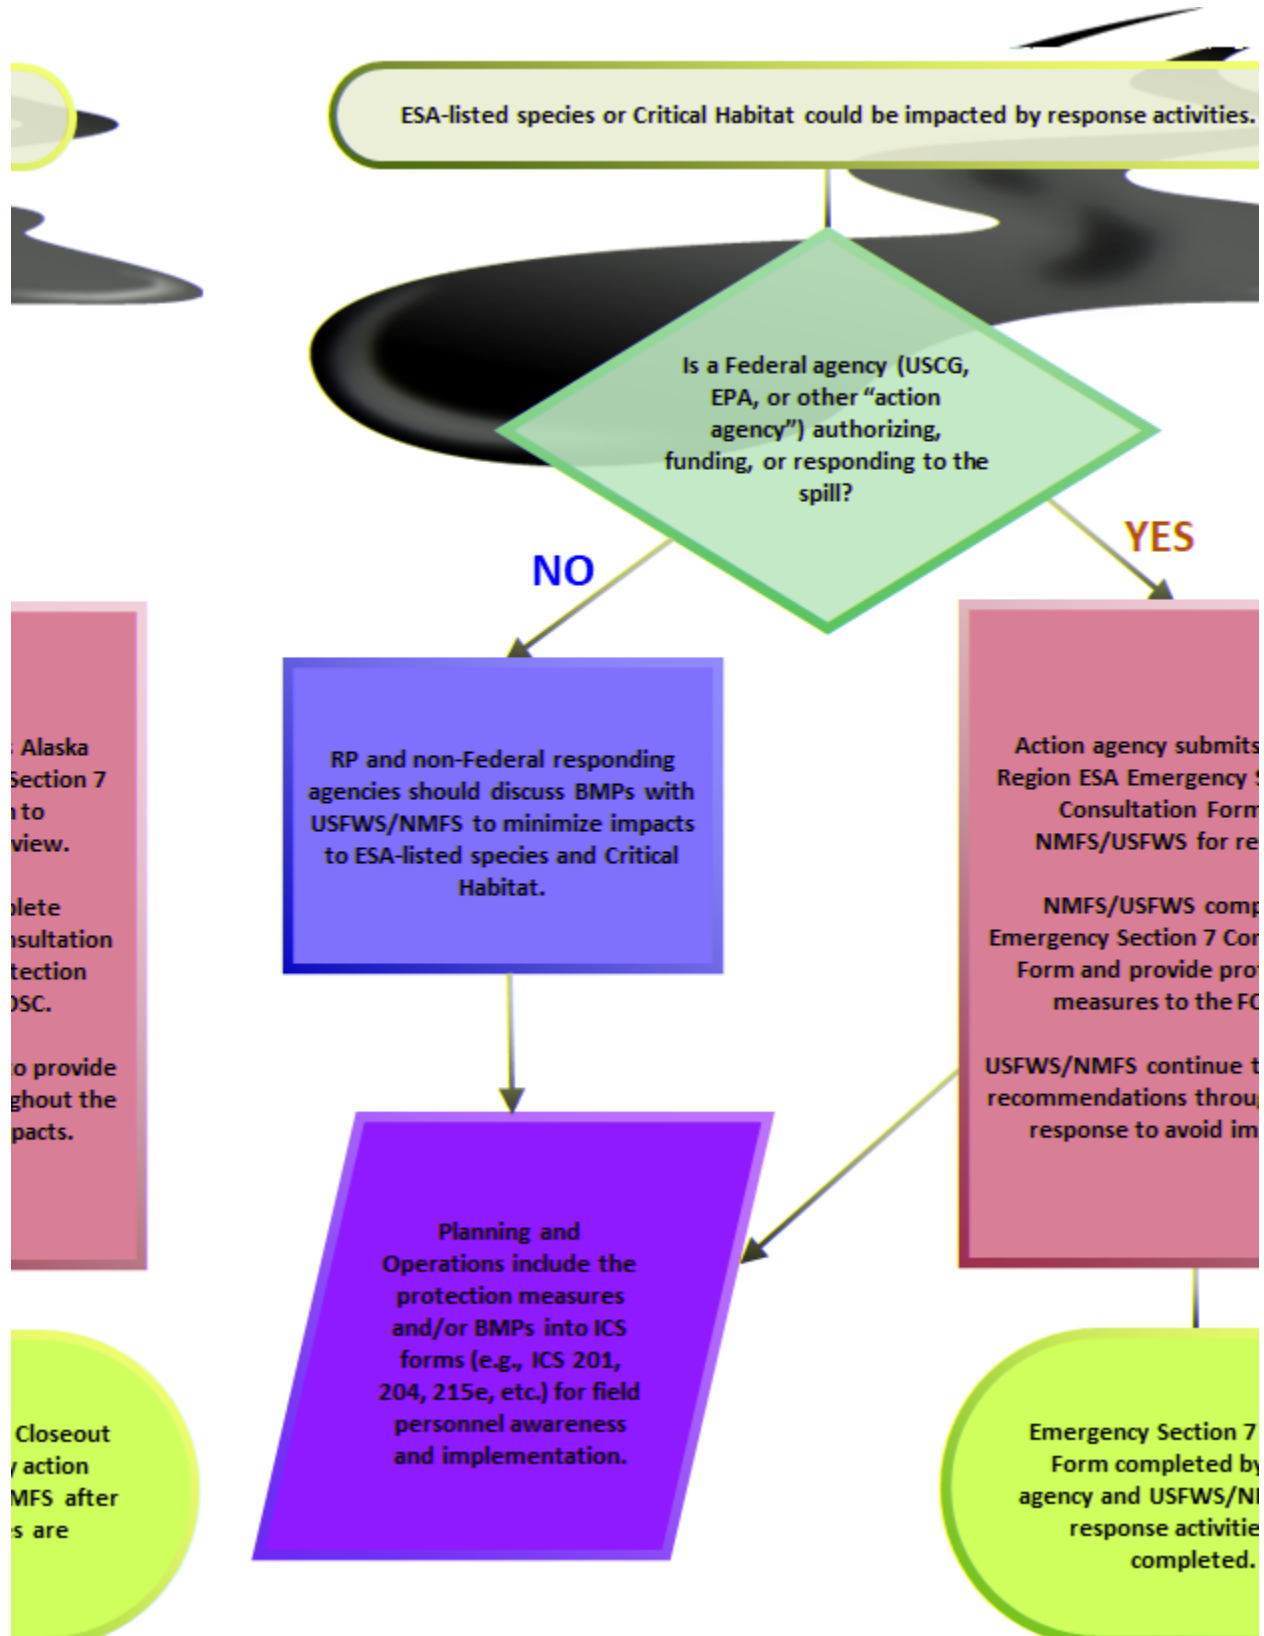 ESA-listed species or Critical Habitat could be impacted by response activities.
Is a Federal agency (USCG,
EPA, or other “action
agency”) authorizing,
funding, or responding to the
spill?
NO
YES
Alaska
Section 7
to
view.
plete
nsultation
tection
OSC.
to provide
ghout the
pacts.
RP and non-Federal responding
agencies should discuss BMPs with
USFWS/NMFS to minimize impacts
to ESA-listed species and Critical
Habitat.
Action agency submits
Region ESA Emergency S
Consultation Form
NMFS/USFWS for re
NMFS/USFWS comp
Emergency Section 7 Con
Form and provide pro
measures to the FO
USFWS/NMFS continue t
recommendations throug
response to avoid im
Planning and
Operations include the
protection measures
and/or BMPs into ICS
forms (e.g., ICS 201,
204, 215e, etc.) for field
personnel awareness
and implementation.
Closeout
y action
MFS after
s are
Emergency Section 7
Form completed by
agency and USFWS/N
response activitie
completed.